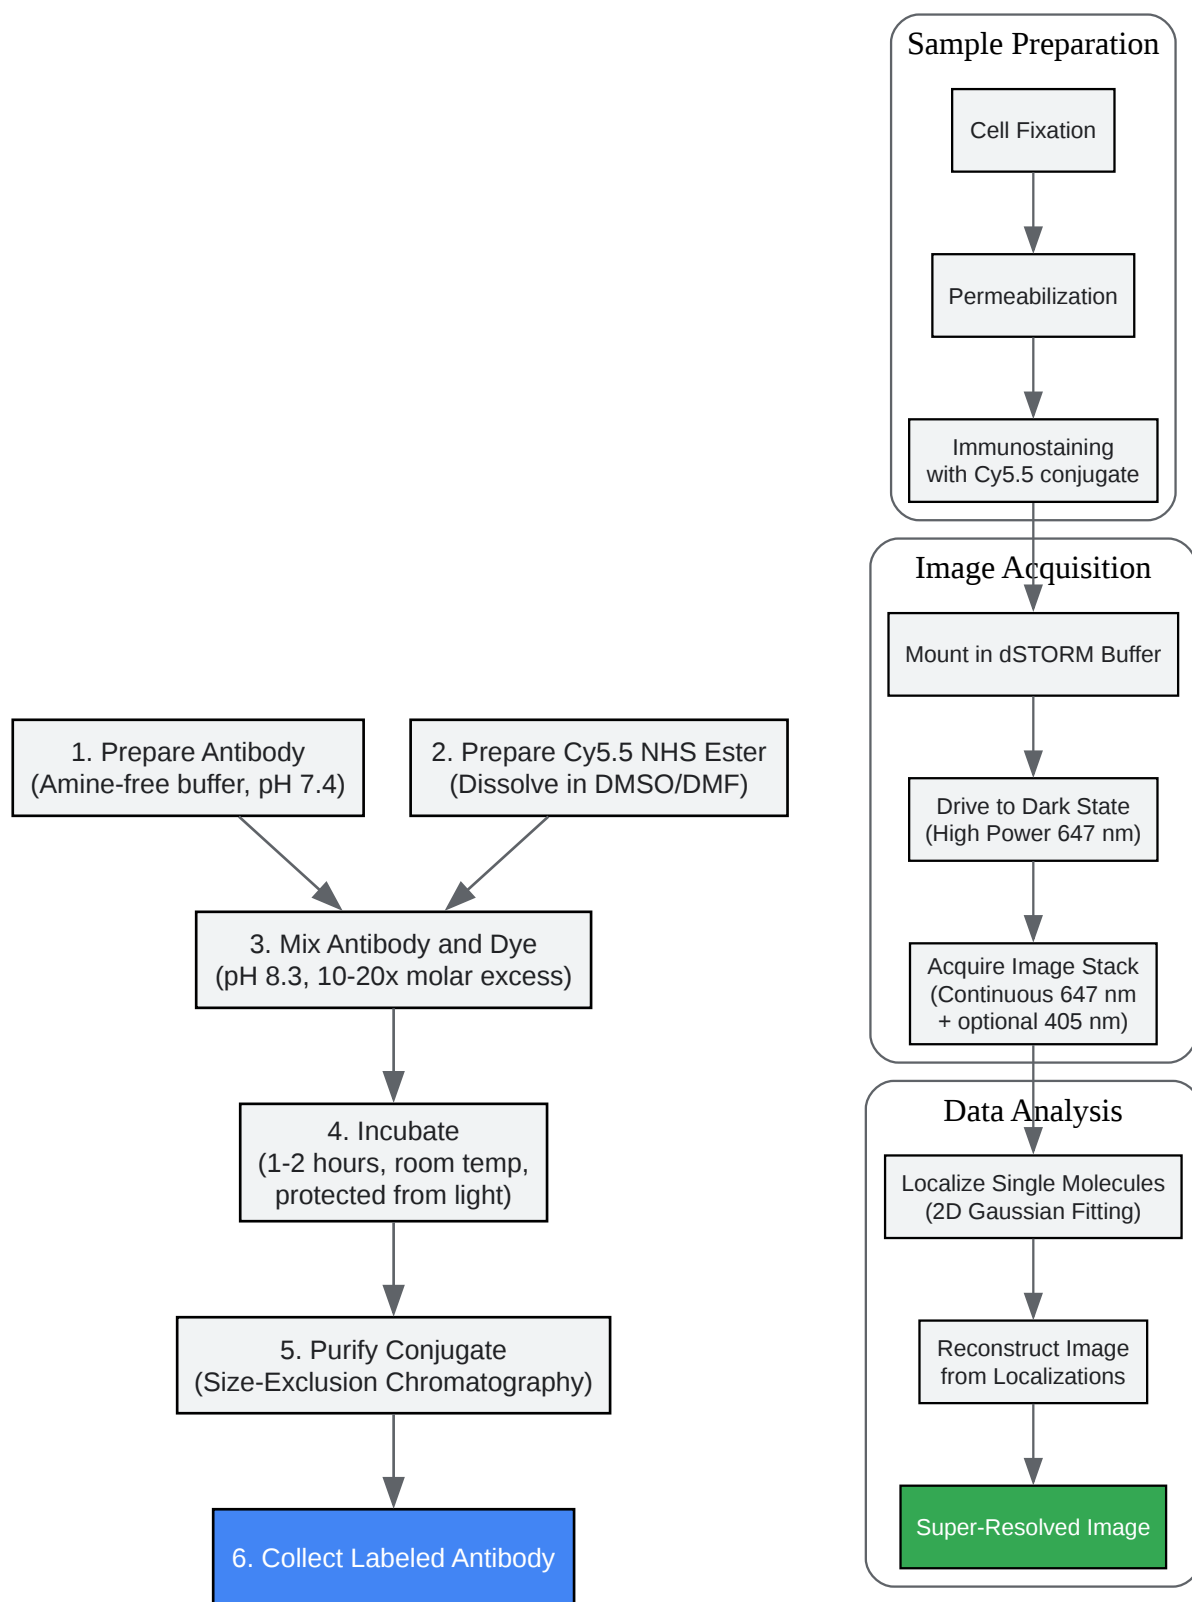 1. Prepare Antibody
(Amine-free buffer, pH 7.4)
2. Prepare Cy5.5 NHS Ester
(Dissolve in DMSO/DMF)
3. Mix Antibody and Dye
(pH 8.3, 10-20x molar excess)
4. Incubate
(1-2 hours, room temp,
protected from light)
5. Purify Conjugate
(Size-Exclusion Chromatography)
6. Collect Labeled Antibody
Sample Preparation
Cell Fixation
Permeabilization
Immunostaining
with Cy5.5 conjugate
Image Acquisition
Mount in dSTORM Buffer
Drive to Dark State
(High Power 647 nm)
Acquire Image Stack
(Continuous 647 nm
+ optional 405 nm)
Data Analysis
Localize Single Molecules
(2D Gaussian Fitting)
Reconstruct Image
from Localizations
Super-Resolved Image